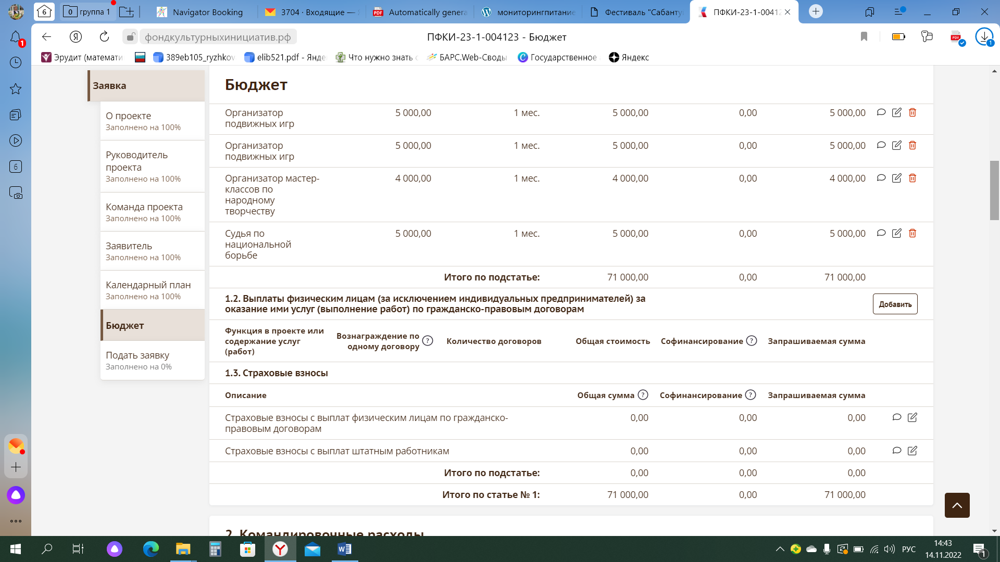 6
0
группа 1
Navigator Booking
3704 · Входящие —
Automatically genera
мониторингпитание
Фестиваль "Сабанту
ПФКИ-23-1-00412
1
фондкультурныхинициатив.рф
ПФКИ-23-1-004123 - Бюджет
PDF
1
Эрудит (математи
389eb105_ryzhkov
elib521.pdf - Янде
Что нужно знать
БАРС.Web-Своды
Государственное
Яндекс
6
Заявка
О проекте
Заполнено на 100%
Руководитель
проекта
Заполнено на 100%
Команда проекта
Заполнено на 100%
Заявитель
Заполнено на 100%
Календарный план
Заполнено на 100%
Бюджет
Подать заявку
Заполнено на 0%
Бюджет
Организатор подвижных игр 5 000,00 1 мес. 5 000,00 0,00 5 000,00
Организатор подвижных игр 5 000,00 1 мес. 5 000,00 0,00 5 000,00
Организатор мастер-классов по народному творчеству 4 000,00 1 мес. 4 000,00 0,00 4 000,00
Судья по национальной борьбе 5 000,00 1 мес. 5 000,00 0,00 5 000,00
Итого по подстатье: 71 000,00 0,00 71 000,00
1.2. Выплаты физическим лицам (за исключением индивидуальных предпринимателей) за
оказание ими услуг (выполнение работ) по гражданско-правовым договорам
Добавить
Функция в проекте или содержание услуг (работ) Вознаграждение по одному договору ? Количество договоров Общая стоимость Софинансирование ? Запрашиваемая сумма
1.3. Страховые взносы
Описание Общая сумма ? Софинансирование ? Запрашиваемая сумма
Страховые взносы с выплат физическим лицам по гражданско-правовым договорам 0,00 0,00 0,00
Страховые взносы с выплат штатным работникам 0,00 0,00 0,00
Итого по подстатье: 0,00 0,00 0,00
Итого по статье № 1: 71 000,00 0,00 71 000,00
2. Командировочные расходы
РУС
14:43
14.11.2022
1